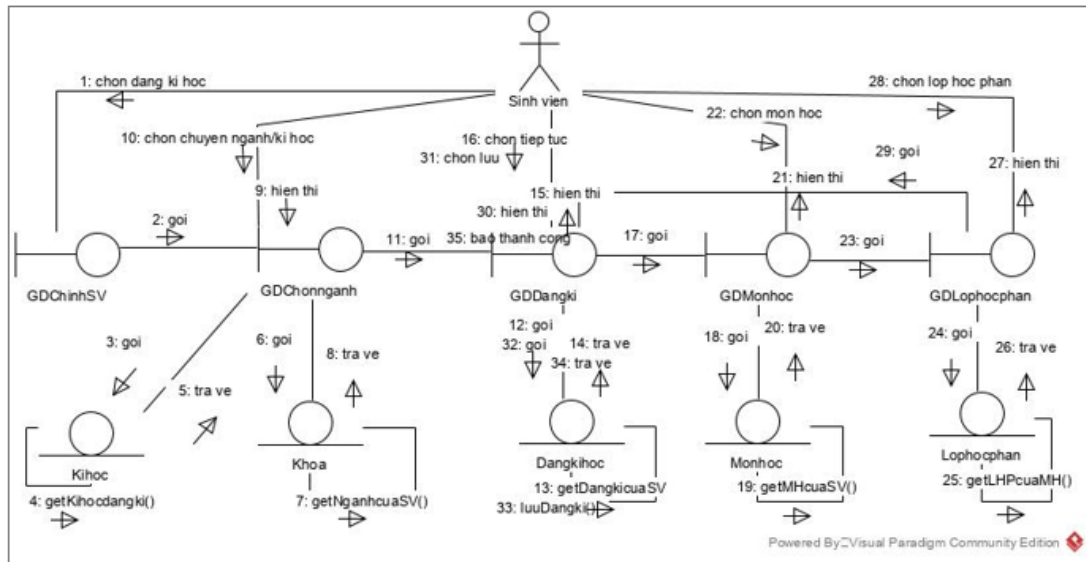 1: chon dang ki hoc
28: chon lop hoc phan
Sinh viên
22: chon mon hoc
10: chon chuyen nganh/ki hoc
16: chon tiep tuc
31: chon luu
29: goi
27: hien thi
9: hien thi
15: hien thi
21: hien thi
30: hien thi
2: goi
11: goi
35: bao thanh cong
17: goi
23: goi
GDChinhSV
GDChonnganh
GDDangki
GDMonhoc
GDLophocphan
3: goi
6: goi
8: tra ve
12: goi
32: goi
14: tra ve
34: tra ve
18: goi
20: tra ve
24: goi
26: tra ve
5: tra ve
Kihoc
Khoa
Dangkihoc
Monhoc
Lophocphan
4: getKihocdangki()
7: getNganhcuaSV()
13: getDangkicuaSV
33: luuDangki()
19: getMHcuaSV()
25: getLHPcuaMH()
Powered By Visual Paradigm Community Edition